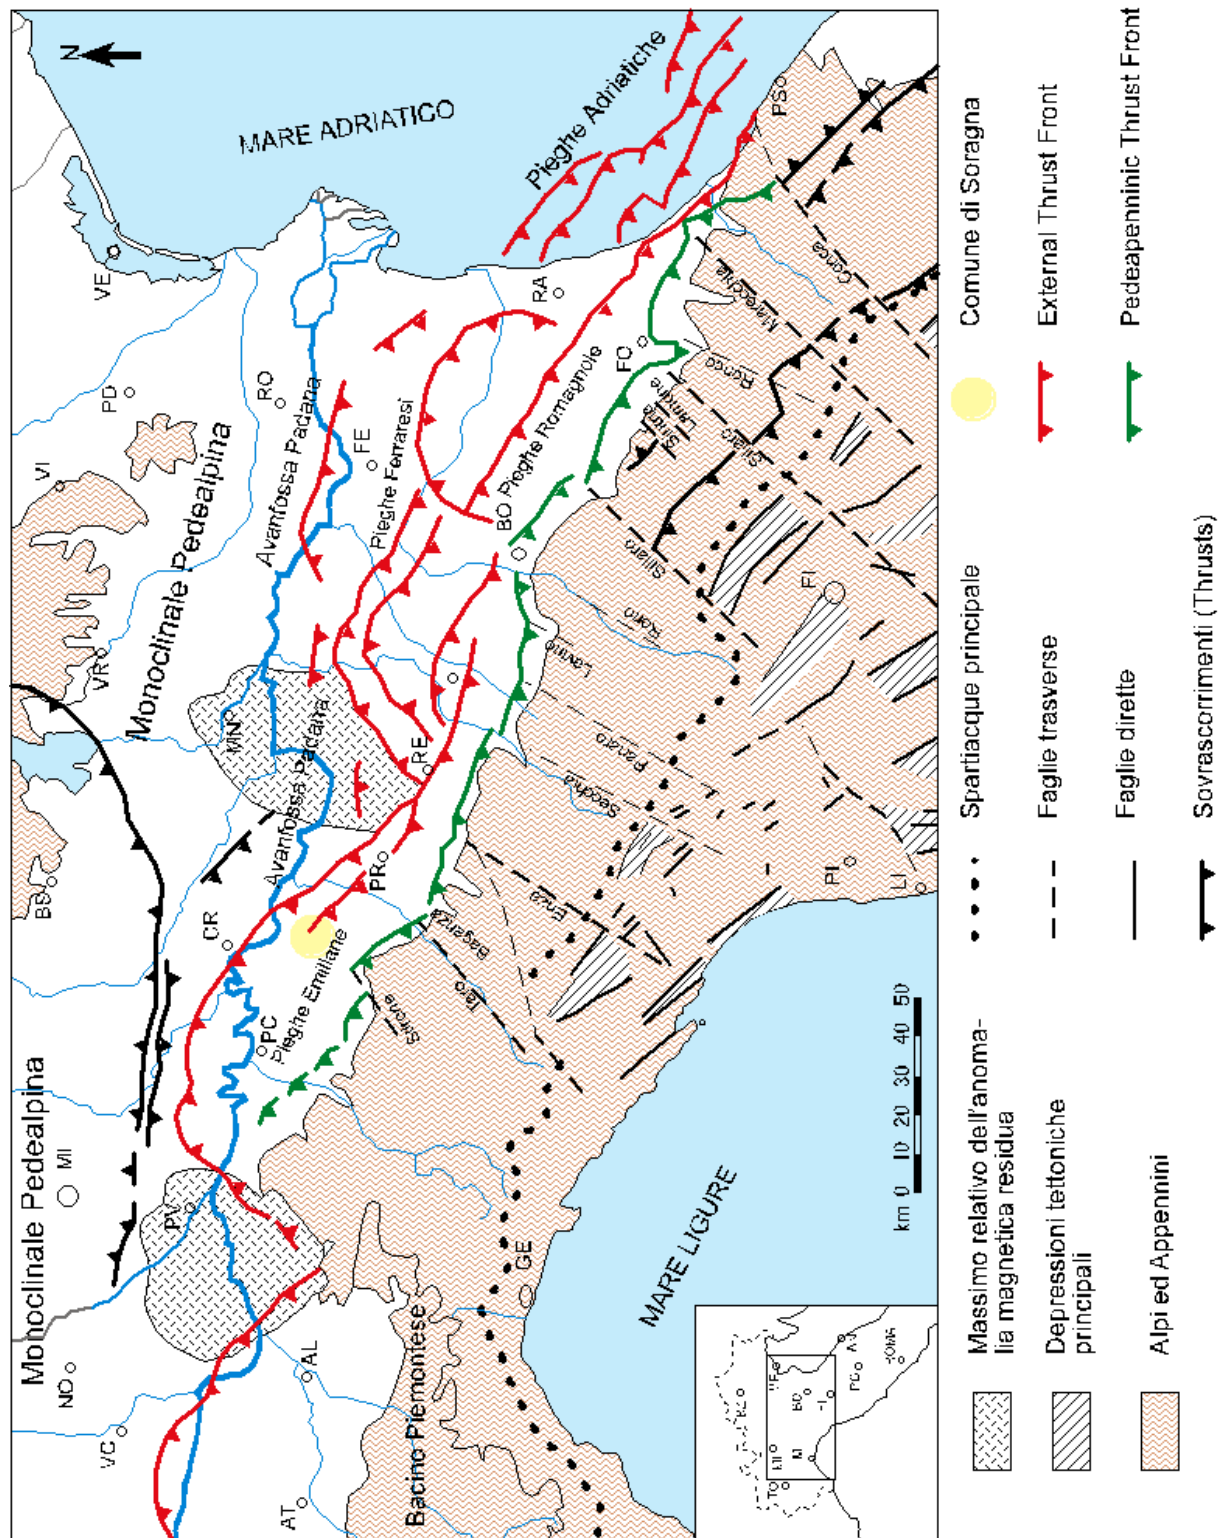 Monoclinale Pedealpina
Monoclinale Pedealpina
MARE ADRIATICO
Pieghe Adriatiche
Avanfossa Padana
Avanfossa Padana
Pieghe Ferraresi
Pieghe Romagnole
Pieghe Emiliane
Bacino Piemontese
MARE LIGURE
N
VC
NO
MI
BS
VR
VI
PD
VE
AT
AL
PV
PC
CR
MN
RO
FE
RA
PR
RE
BO
FO
PS
GE
FI
PI
LI
Stirone
Taro
Baganza
Enza
Secchia
Panaro
Lavino
Reno
Sillaro
Sillaro
Sintria
Lamone
Ronco
Marecchia
Conca
km 0 10 20 30 40 50
ROMA
Massimo relativo dell'anoma-
lia magnetica residua
Depressioni tettoniche
principali
Alpi ed Appennini
Spartiacque principale
Faglie trasverse
Faglie dirette
Sovrascorrimenti (Thrusts)
Comune di Soragna
External Thrust Front
Pedeapenninic Thrust Front